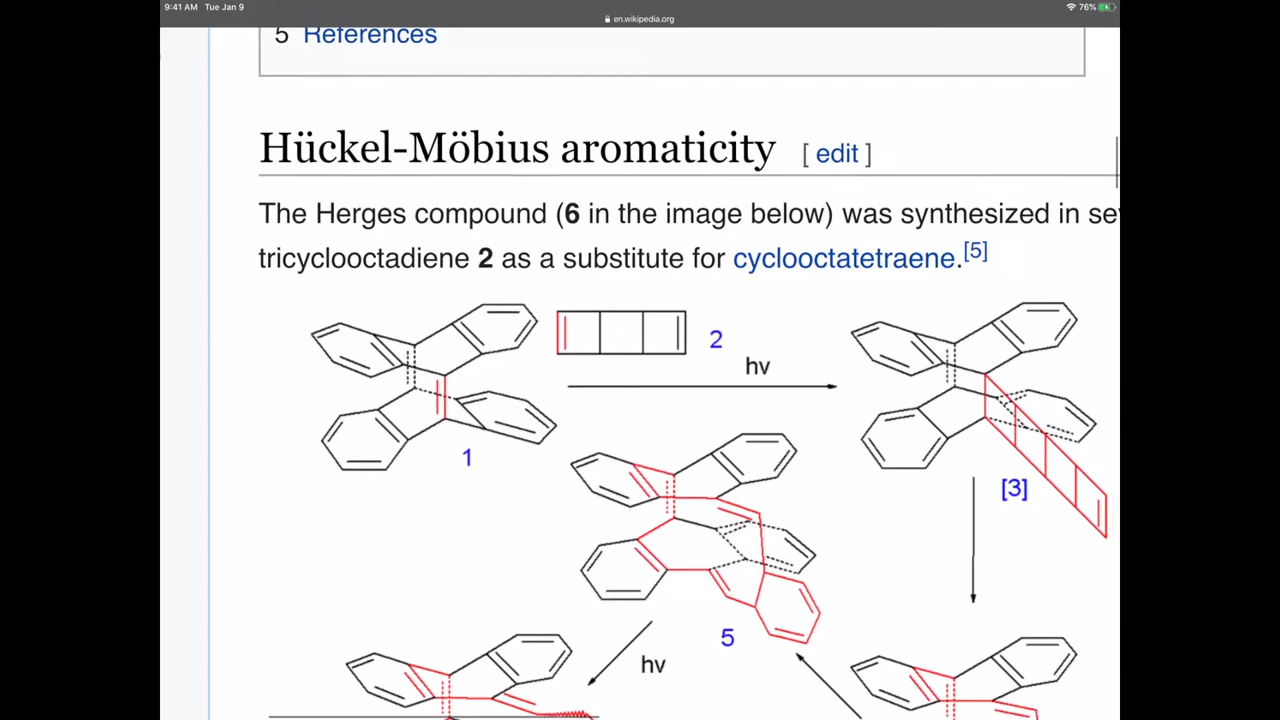 9:41 AM Tue Jan 9
en.wikipedia.org
76%
5 References
Hückel-Möbius aromaticity [ edit ]
The Herges compound (6 in the image below) was synthesized in se
tricyclooctadiene 2 as a substitute for cyclooctatetraene.[5]
2
hv
1
[3]
5
hv